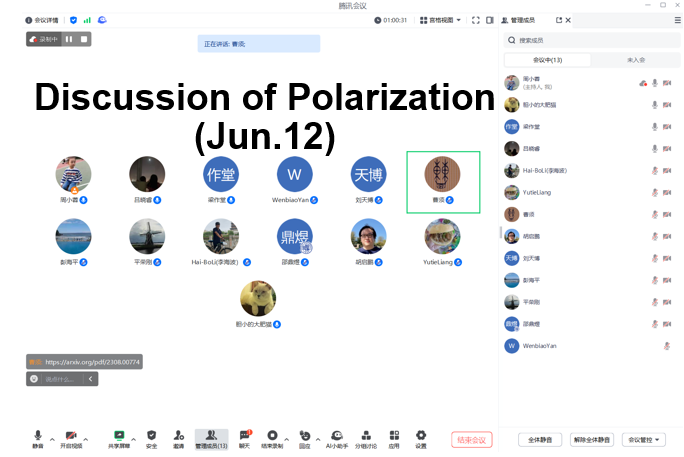 腾讯会议
会议详情
01:00:31
宫格视图
管理成员
录制中
正在讲话: 曹须;
搜索成员
会议中(13)
未入会
Discussion of Polarization
(Jun.12)
周小蓉
吕晓睿
作堂
梁作堂
W
WenbiaoYan
天博
刘天博
曹须
彭海平
平荣刚
Hai-BoLi(李海波)
鼎煜
邵鼎煜
胡启鹏
YutieLiang
胆小的大肥猫
周小蓉
(主持人, 我)
胆小的大肥猫
作堂
梁作堂
吕晓睿
Hai-BoLi(李海波)
YutieLiang
曹须
胡启鹏
天博
刘天博
彭海平
平荣刚
鼎煜
邵鼎煜
W
WenbiaoYan
https://arxiv.org/pdf/2308.00774
说点什么...
静音
开启视频
共享屏幕
安全
邀请
管理成员(13)
聊天
结束录制
回应
AI小助手
分组讨论
应用
设置
结束会议
全体静音
解除全体静音
会议管控